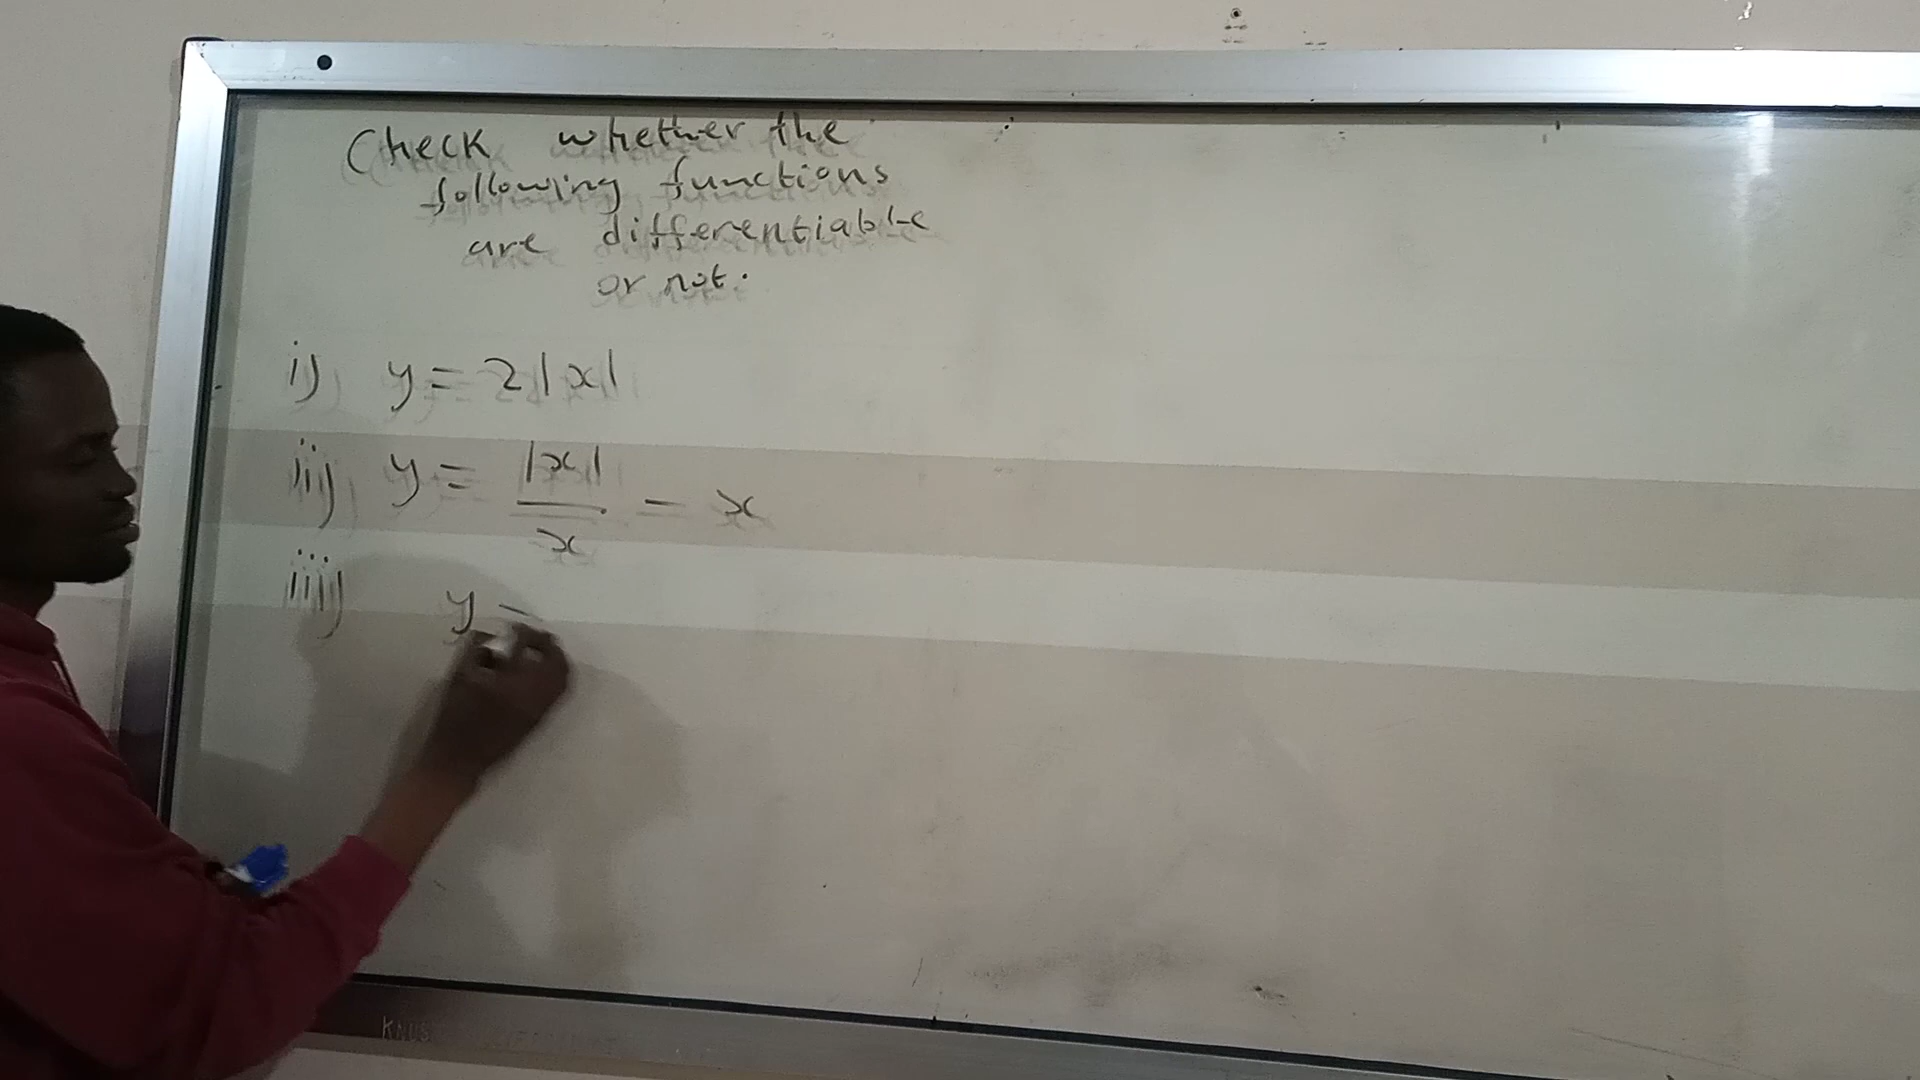 Check whether the
following functions
are differentiable
or not.
i) y = 2|x|
ii) y = |x|/x - x
iii) y =